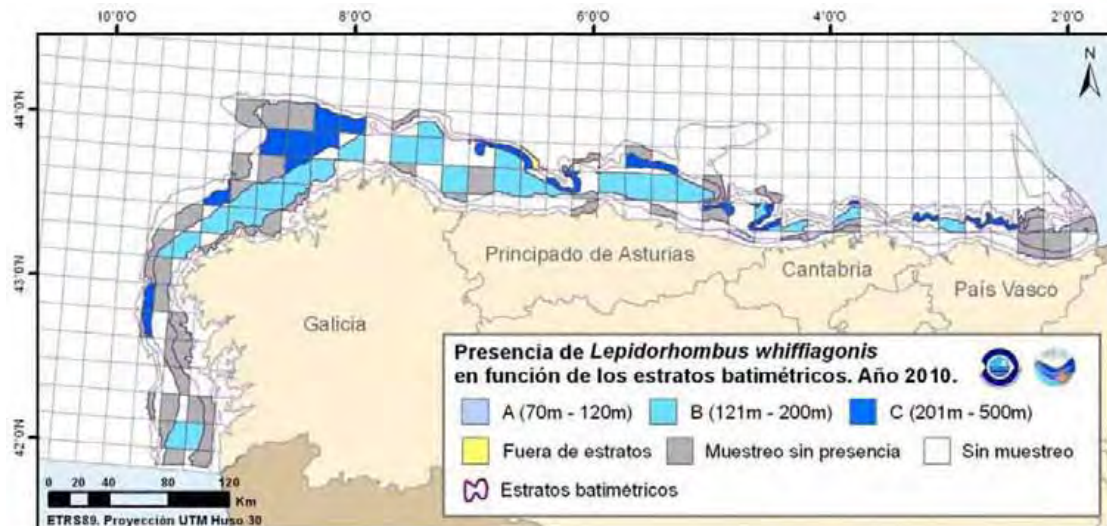 10°0'O 8°0'O 6°0'O 4°0'O 2°0'O
N
44°0'N
43°0'N
42°0'N
Principado de Asturias
Cantabria
País Vasco
Galicia
Presencia de Lepidorhombus whiffiagonis
en función de los estratos batimétricos. Año 2010.
A (70m - 120m) B (121m - 200m) C (201m - 500m)
Fuera de estratos Muestreo sin presencia Sin muestreo
Estratos batimétricos
0 20 40 80 120
Km
ETRS89. Proyección UTM Huso 30